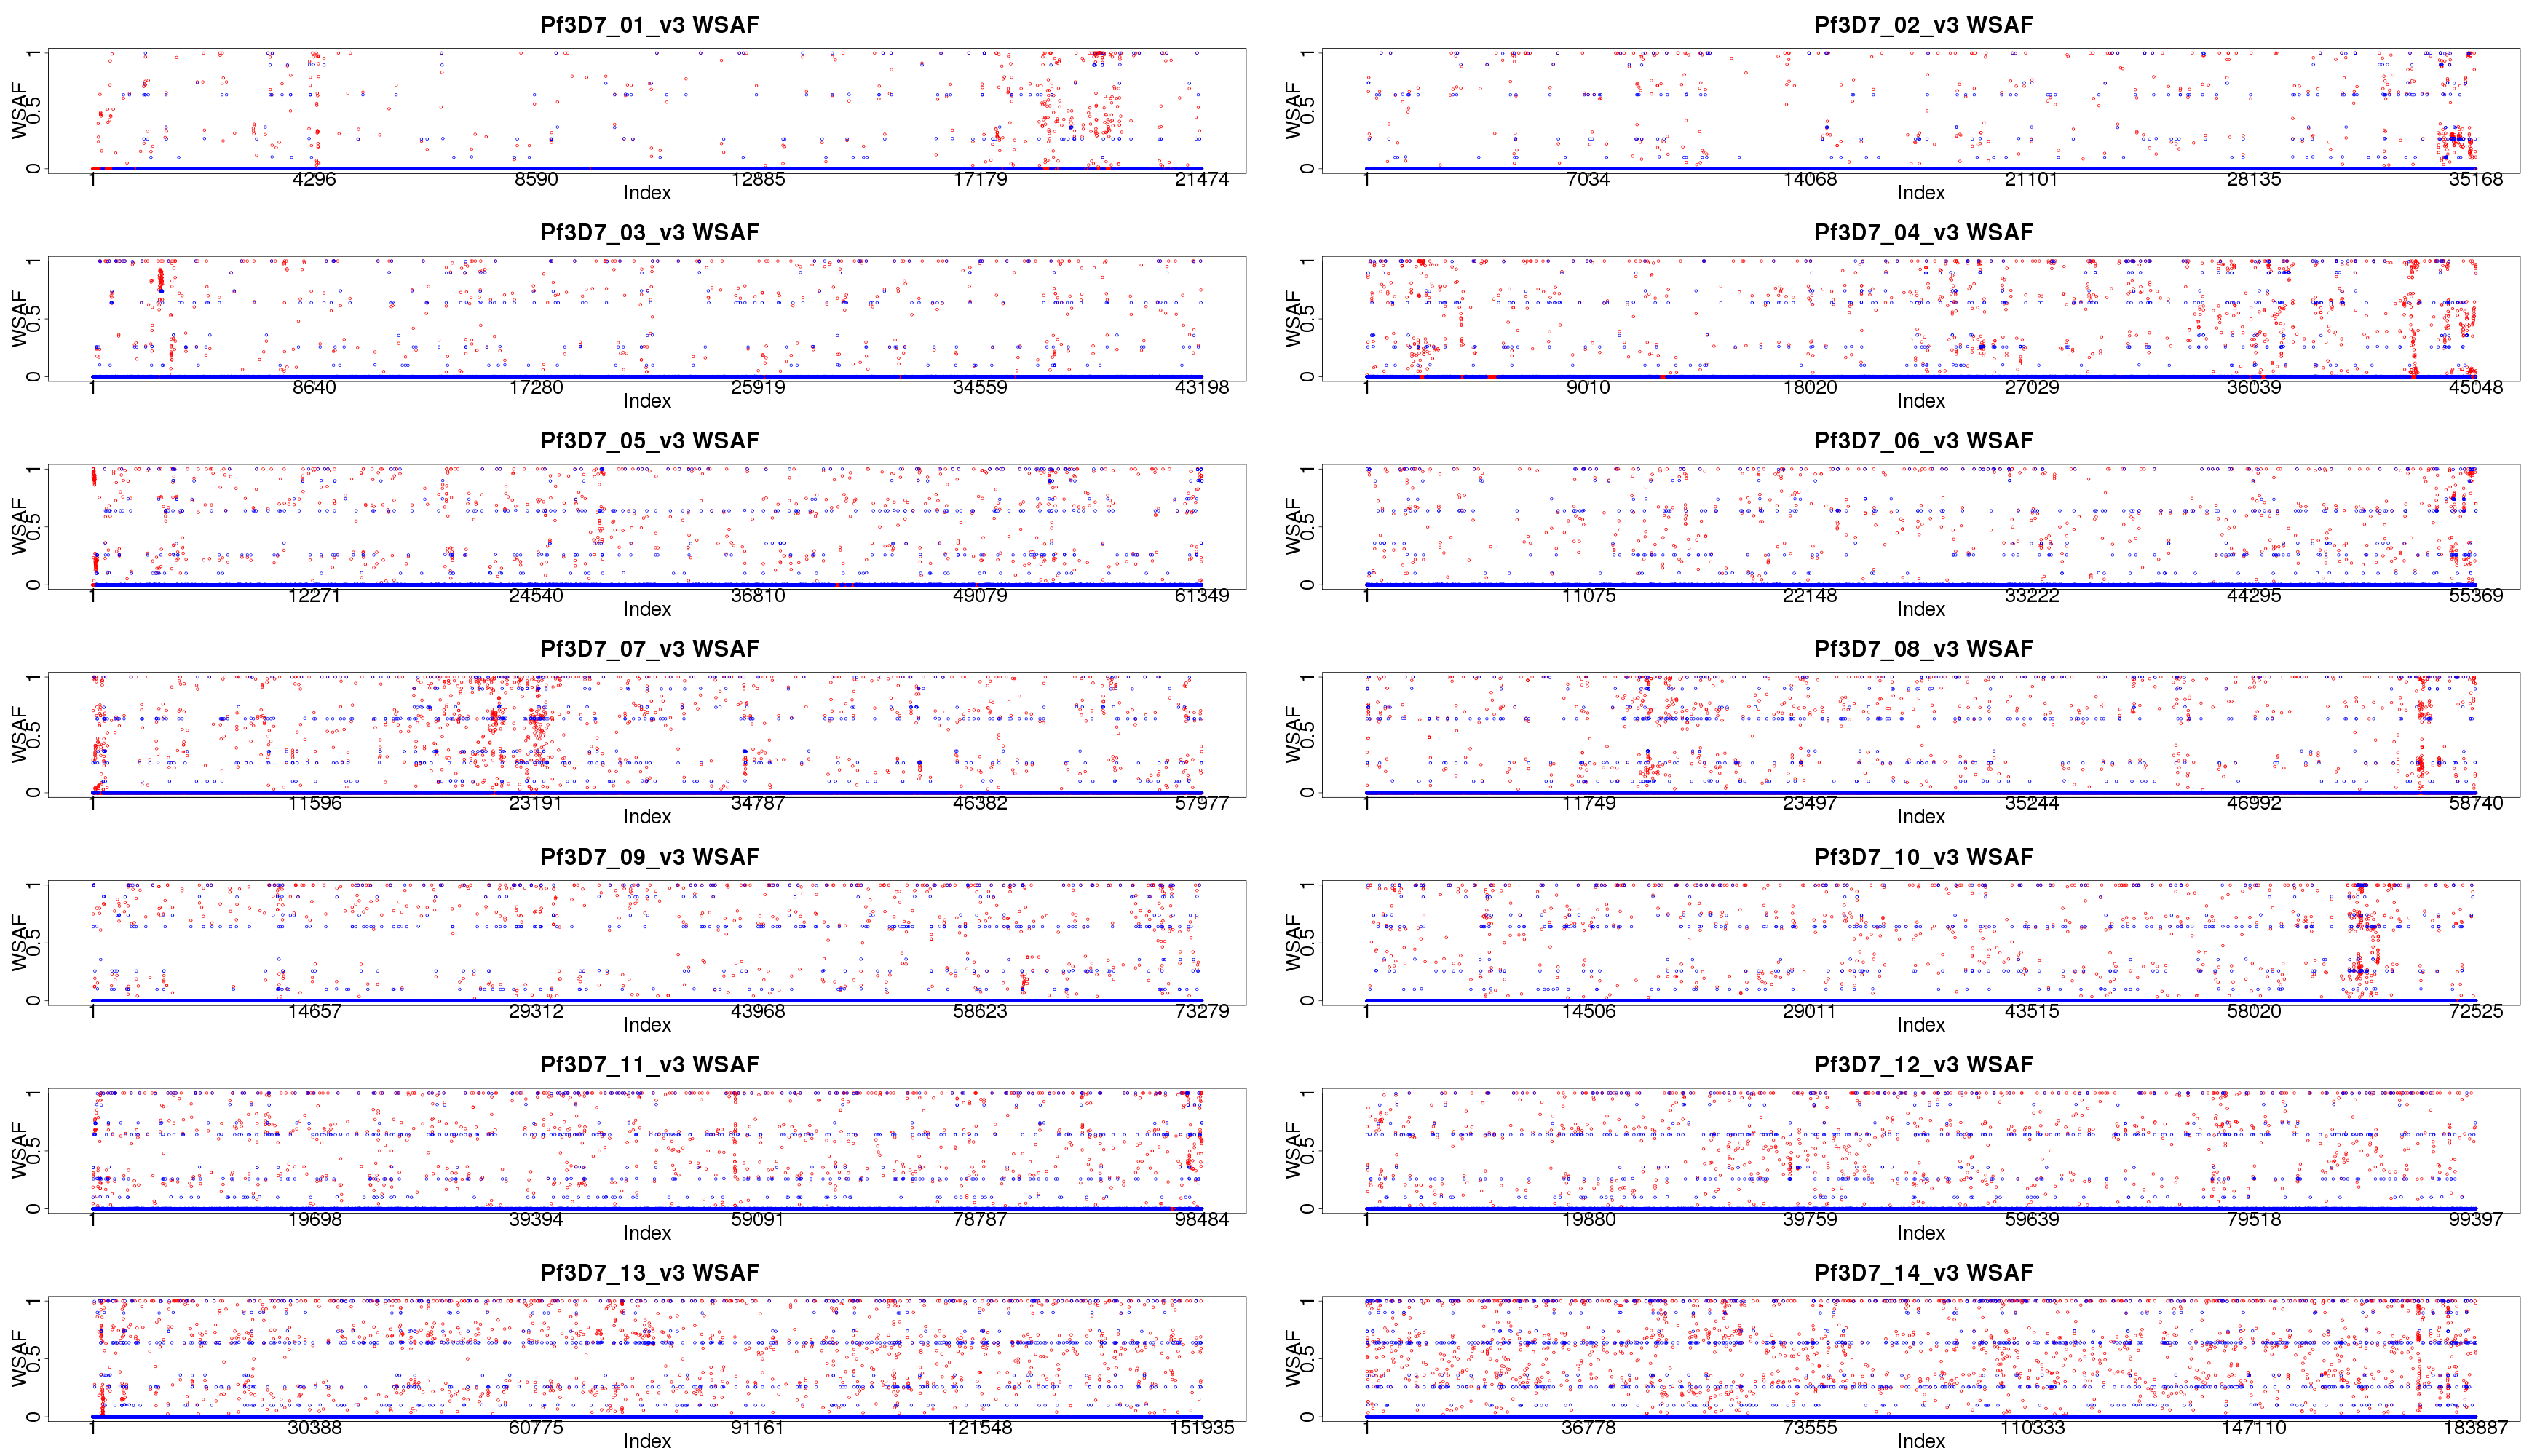 Pf3D7_01_v3 WSAF
WSAF
0 0.5 1
1 4296 8590 12885 17179 21474
Index
Pf3D7_02_v3 WSAF
WSAF
0 0.5 1
1 7034 14068 21101 28135 35168
Index
Pf3D7_03_v3 WSAF
WSAF
0 0.5 1
1 8640 17280 25919 34559 43198
Index
Pf3D7_04_v3 WSAF
WSAF
0 0.5 1
1 9010 18020 27029 36039 45048
Index
Pf3D7_05_v3 WSAF
WSAF
0 0.5 1
1 12271 24540 36810 49079 61349
Index
Pf3D7_06_v3 WSAF
WSAF
0 0.5 1
1 11075 22148 33222 44295 55369
Index
Pf3D7_07_v3 WSAF
WSAF
0 0.5 1
1 11596 23191 34787 46382 57977
Index
Pf3D7_08_v3 WSAF
WSAF
0 0.5 1
1 11749 23497 35244 46992 58740
Index
Pf3D7_09_v3 WSAF
WSAF
0 0.5 1
1 14657 29312 43968 58623 73279
Index
Pf3D7_10_v3 WSAF
WSAF
0 0.5 1
1 14506 29011 43515 58020 72525
Index
Pf3D7_11_v3 WSAF
WSAF
0 0.5 1
1 19698 39394 59091 78787 98484
Index
Pf3D7_12_v3 WSAF
WSAF
0 0.5 1
1 19880 39759 59639 79518 99397
Index
Pf3D7_13_v3 WSAF
WSAF
0 0.5 1
1 30388 60775 91161 121548 151935
Index
Pf3D7_14_v3 WSAF
WSAF
0 0.5 1
1 36778 73555 110333 147110 183887
Index